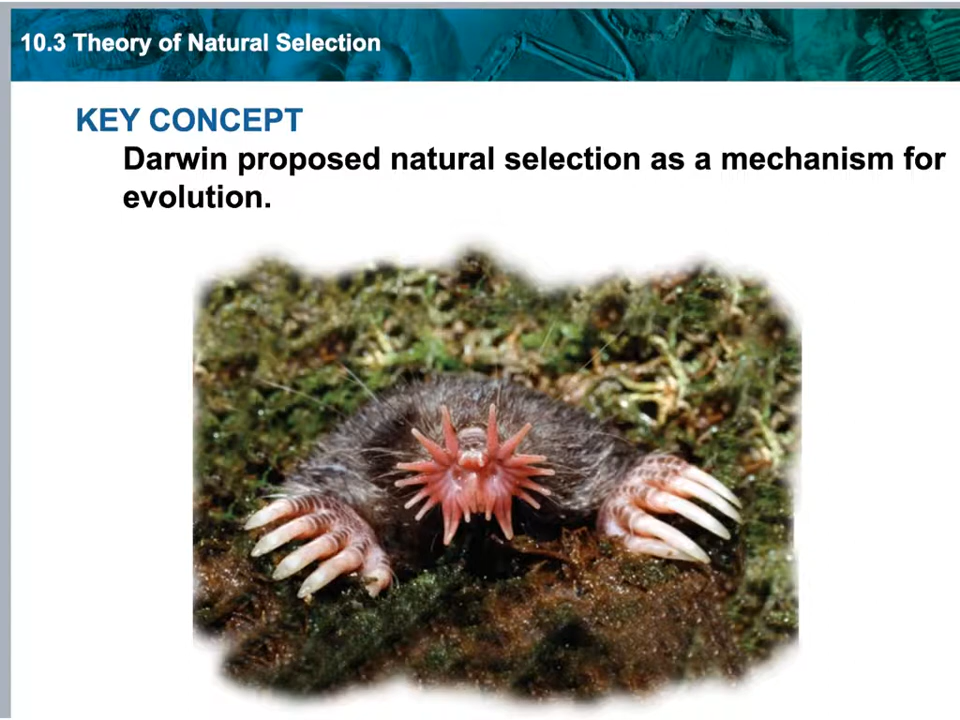 10.3 Theory of Natural Selection
KEY CONCEPT
Darwin proposed natural selection as a mechanism for
evolution.